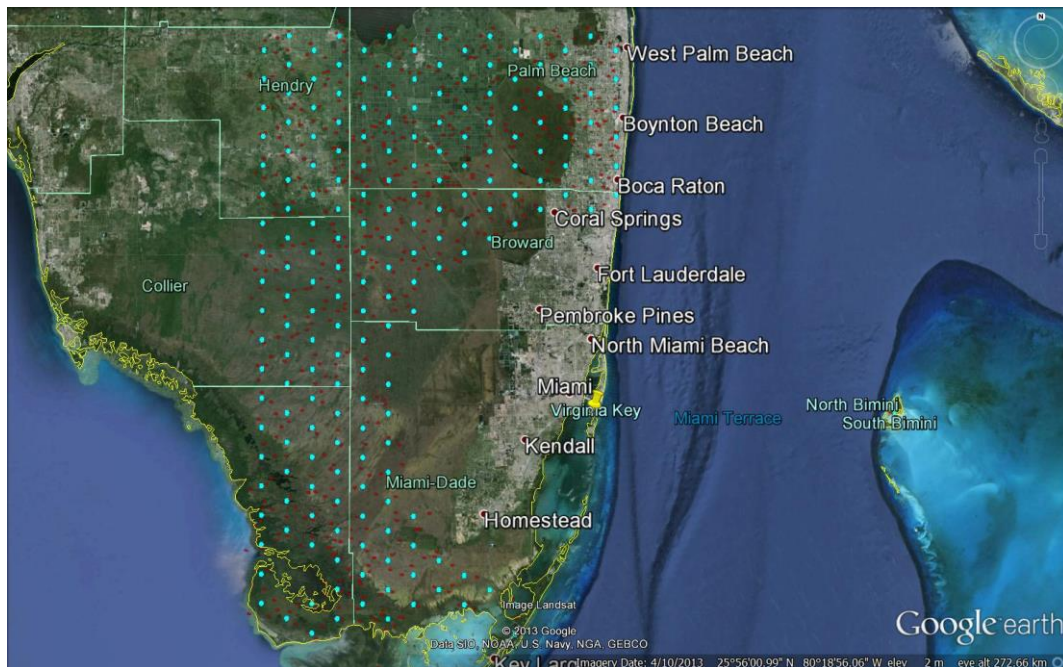 N
West Palm Beach
Palm Beach
Hendry
Boynton Beach
Boca Raton
Coral Springs
Broward
Fort Lauderdale
Collier
Pembroke Pines
North Miami Beach
Miami
Virginia Key
Miami Terrace
North Bimini
South Bimini
Kendall
Miami-Dade
Homestead
Image Landsat
© 2013 Google
Data SIO, NOAA, U.S. Navy, NGA, GEBCO
Google earth
Key Larg
Imagery Date: 4/10/2013 25°56'00.99" N 80°18'56.06" W elev 2 m eye alt 272.66 km